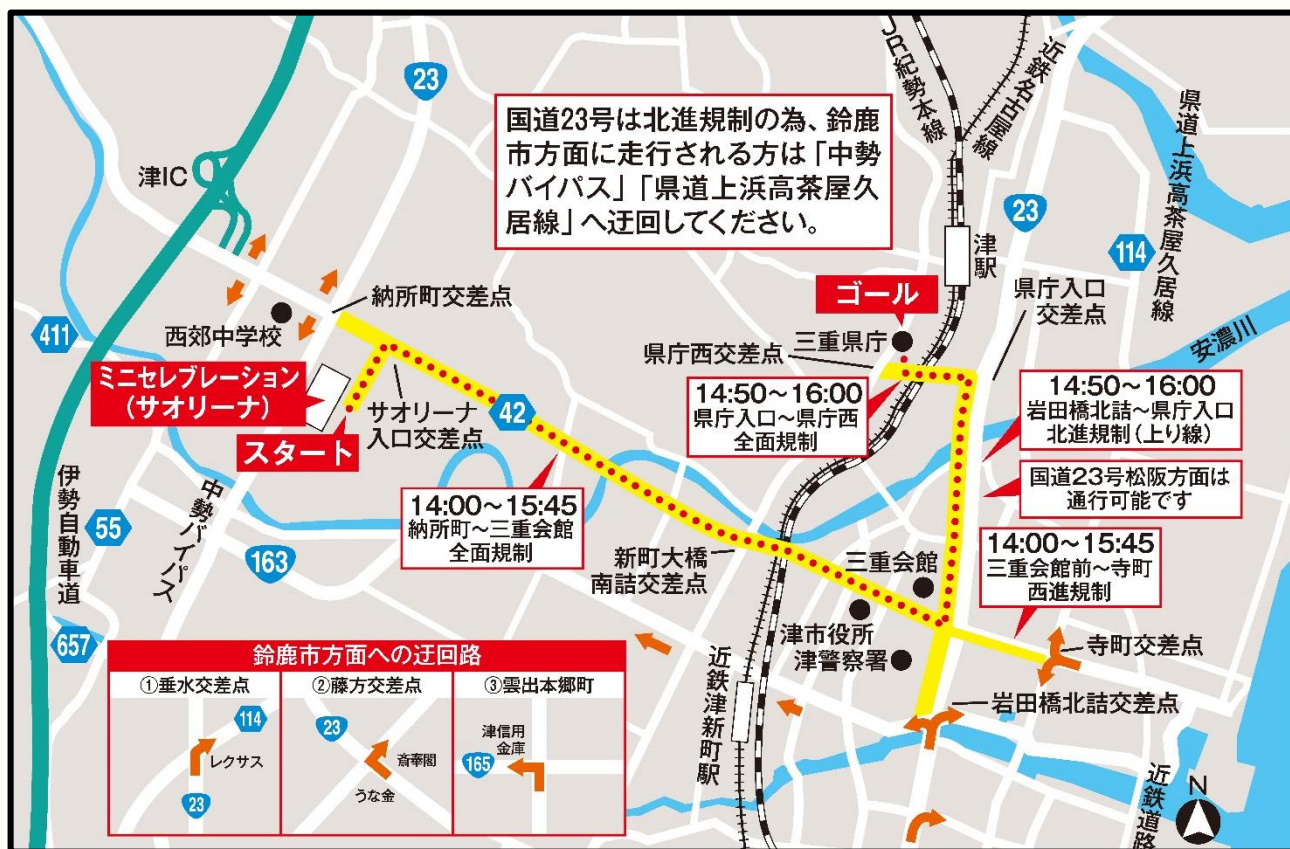 23
国道23号は北進規制の為、鈴鹿
市方面に走行される方は「中勢
バイパス」「県道上浜高茶屋久
居線」へ迂回してください。
JR紀勢本線
近鉄名古屋線
県道上浜高茶屋久居線
津IC
23
津駅
114
納所町交差点
西郊中学校
ゴール
県庁入口
交差点
三重県庁
安濃川
411
県庁西交差点
ミニセレブレーション
(サオリーナ)
14:50〜16:00
県庁入口〜県庁西
全面規制
14:50〜16:00
岩田橋北詰〜県庁入口
北進規制(上り線)
サオリーナ
入口交差点
42
スタート
国道23号松阪方面は
通行可能です
伊勢自動車道
中勢バイパス
14:00〜15:45
納所町〜三重会館
全面規制
55
163
新町大橋
南詰交差点
三重会館
14:00〜15:45
三重会館前〜寺町
西進規制
津市役所
津警察署
寺町交差点
657
近鉄津新町駅
岩田橋北詰交差点
鈴鹿市方面への迂回路
①垂水交差点
②藤方交差点
③雲出本郷町
114
レクサス
23
23
斎奉閣
うな金
津信用
金庫
165
近鉄道路
N